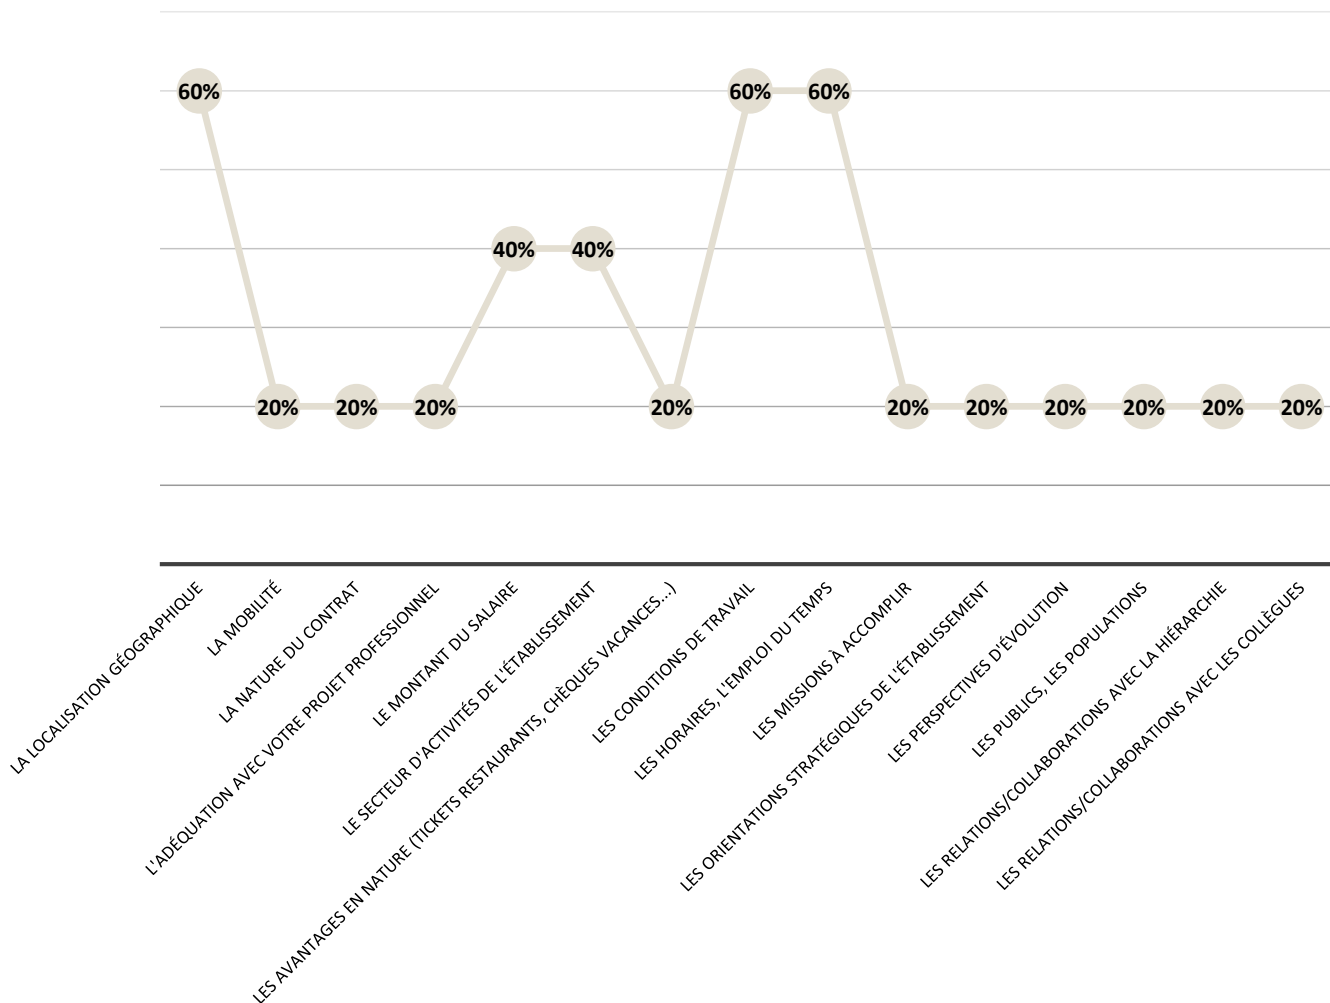 60%
60%
60%
40%
40%
20%
20%
20%
20%
20%
20%
20%
20%
20%
20%
LA LOCALISATION GÉOGRAPHIQUE
LA MOBILITÉ
LA NATURE DU CONTRAT
L'ADÉQUATION AVEC VOTRE PROJET PROFESSIONNEL
LE MONTANT DU SALAIRE
LE SECTEUR D'ACTIVITÉS DE L'ÉTABLISSEMENT
LES AVANTAGES EN NATURE (TICKETS RESTAURANTS, CHÈQUES VACANCES...)
LES CONDITIONS DE TRAVAIL
LES HORAIRES, L'EMPLOI DU TEMPS
LES MISSIONS À ACCOMPLIR
LES ORIENTATIONS STRATÉGIQUES DE L'ÉTABLISSEMENT
LES PERSPECTIVES D'ÉVOLUTION
LES PUBLICS, LES POPULATIONS
LES RELATIONS/COLLABORATIONS AVEC LA HIÉRARCHIE
LES RELATIONS/COLLABORATIONS AVEC LES COLLÈGUES